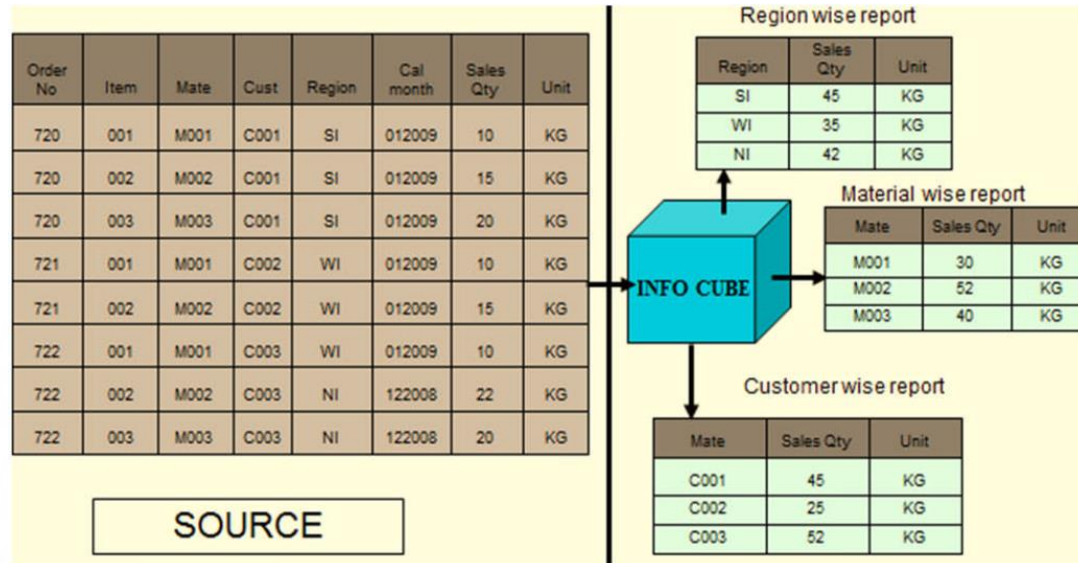 Order No Item Mate Cust Region Cal month Sales Qty Unit
720 001 M001 C001 SI 012009 10 KG
720 002 M002 C001 SI 012009 15 KG
720 003 M003 C001 SI 012009 20 KG
721 001 M001 C002 WI 012009 10 KG
721 002 M002 C002 WI 012009 15 KG
722 001 M001 C003 WI 012009 10 KG
722 002 M002 C003 NI 122008 22 KG
722 003 M003 C003 NI 122008 20 KG
SOURCE
Region wise report
Region Sales Qty Unit
SI 45 KG
WI 35 KG
NI 42 KG
INFO CUBE
Material wise report
Mate Sales Qty Unit
M001 30 KG
M002 52 KG
M003 40 KG
Customer wise report
Mate Sales Qty Unit
C001 45 KG
C002 25 KG
C003 52 KG